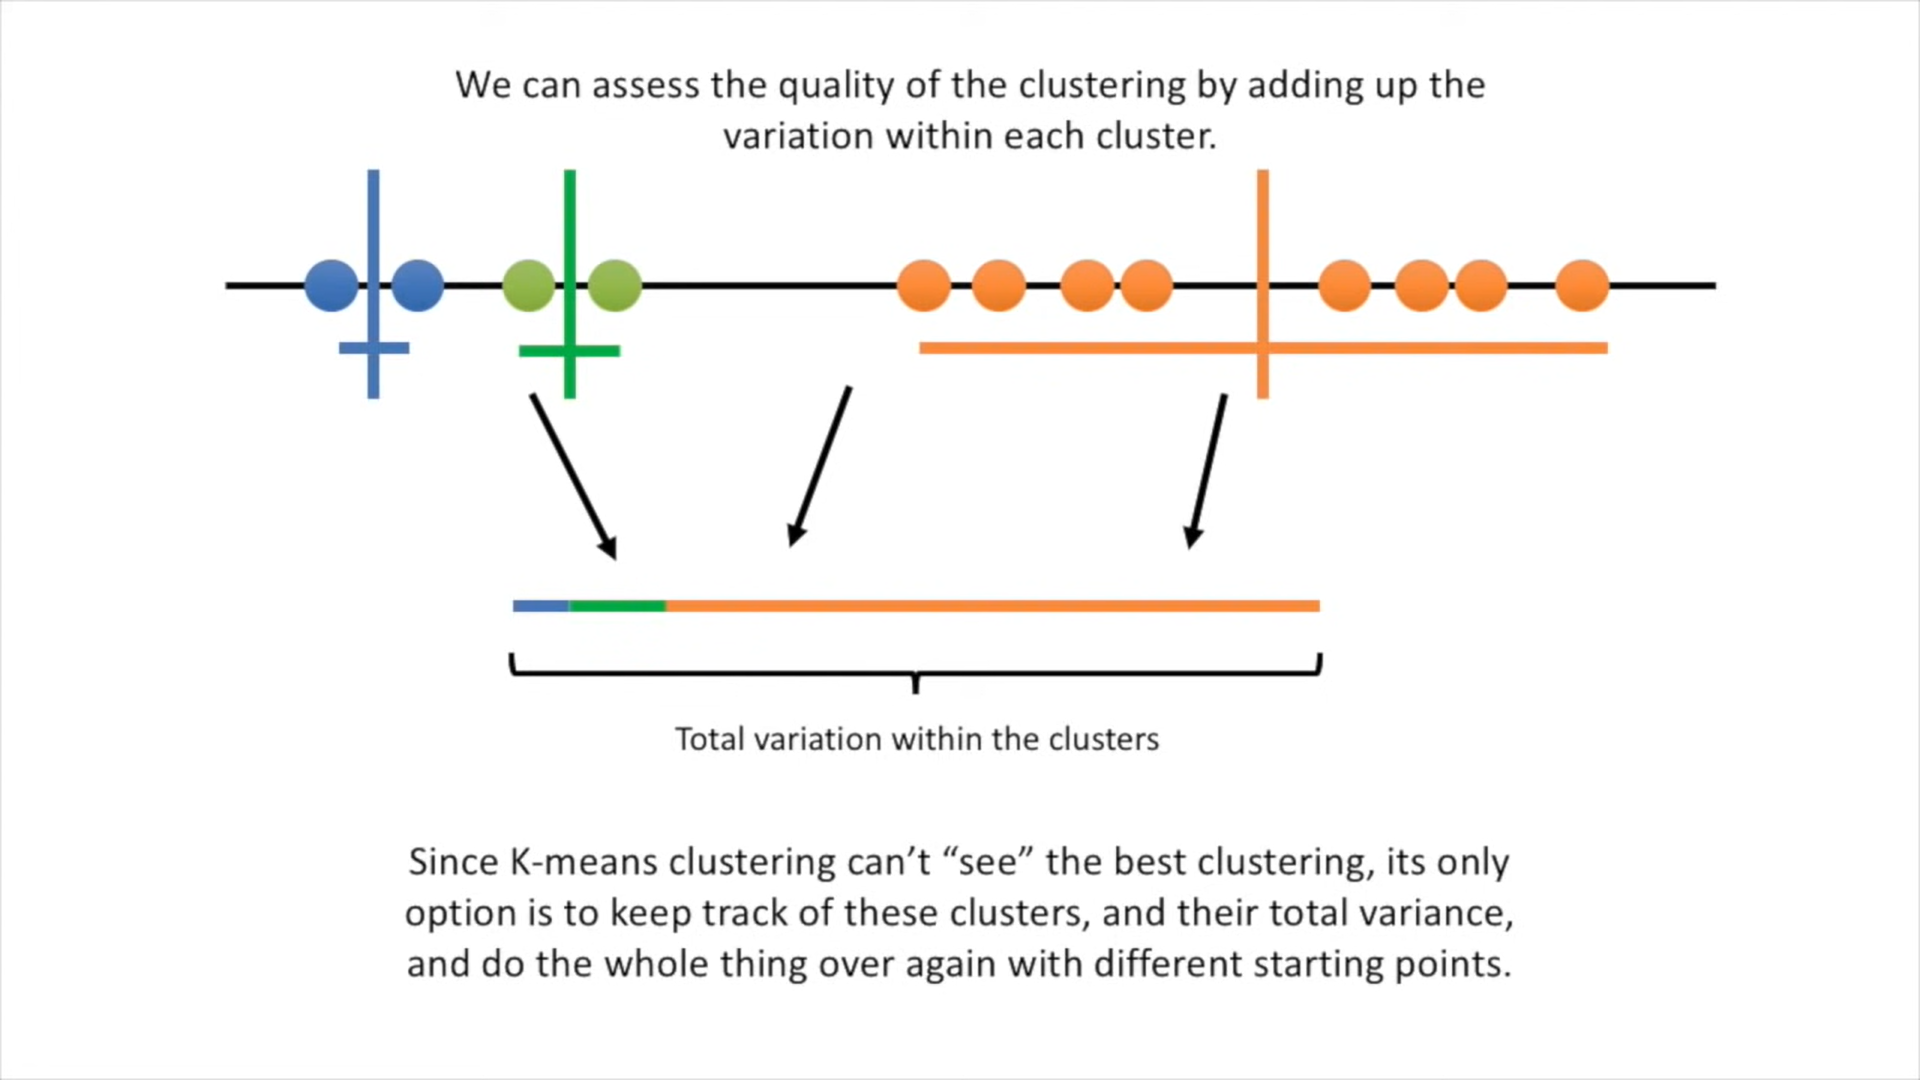 We can assess the quality of the clustering by adding up the
variation within each cluster.
Total variation within the clusters
Since K-means clustering can’t “see” the best clustering, its only
option is to keep track of these clusters, and their total variance,
and do the whole thing over again with different starting points.